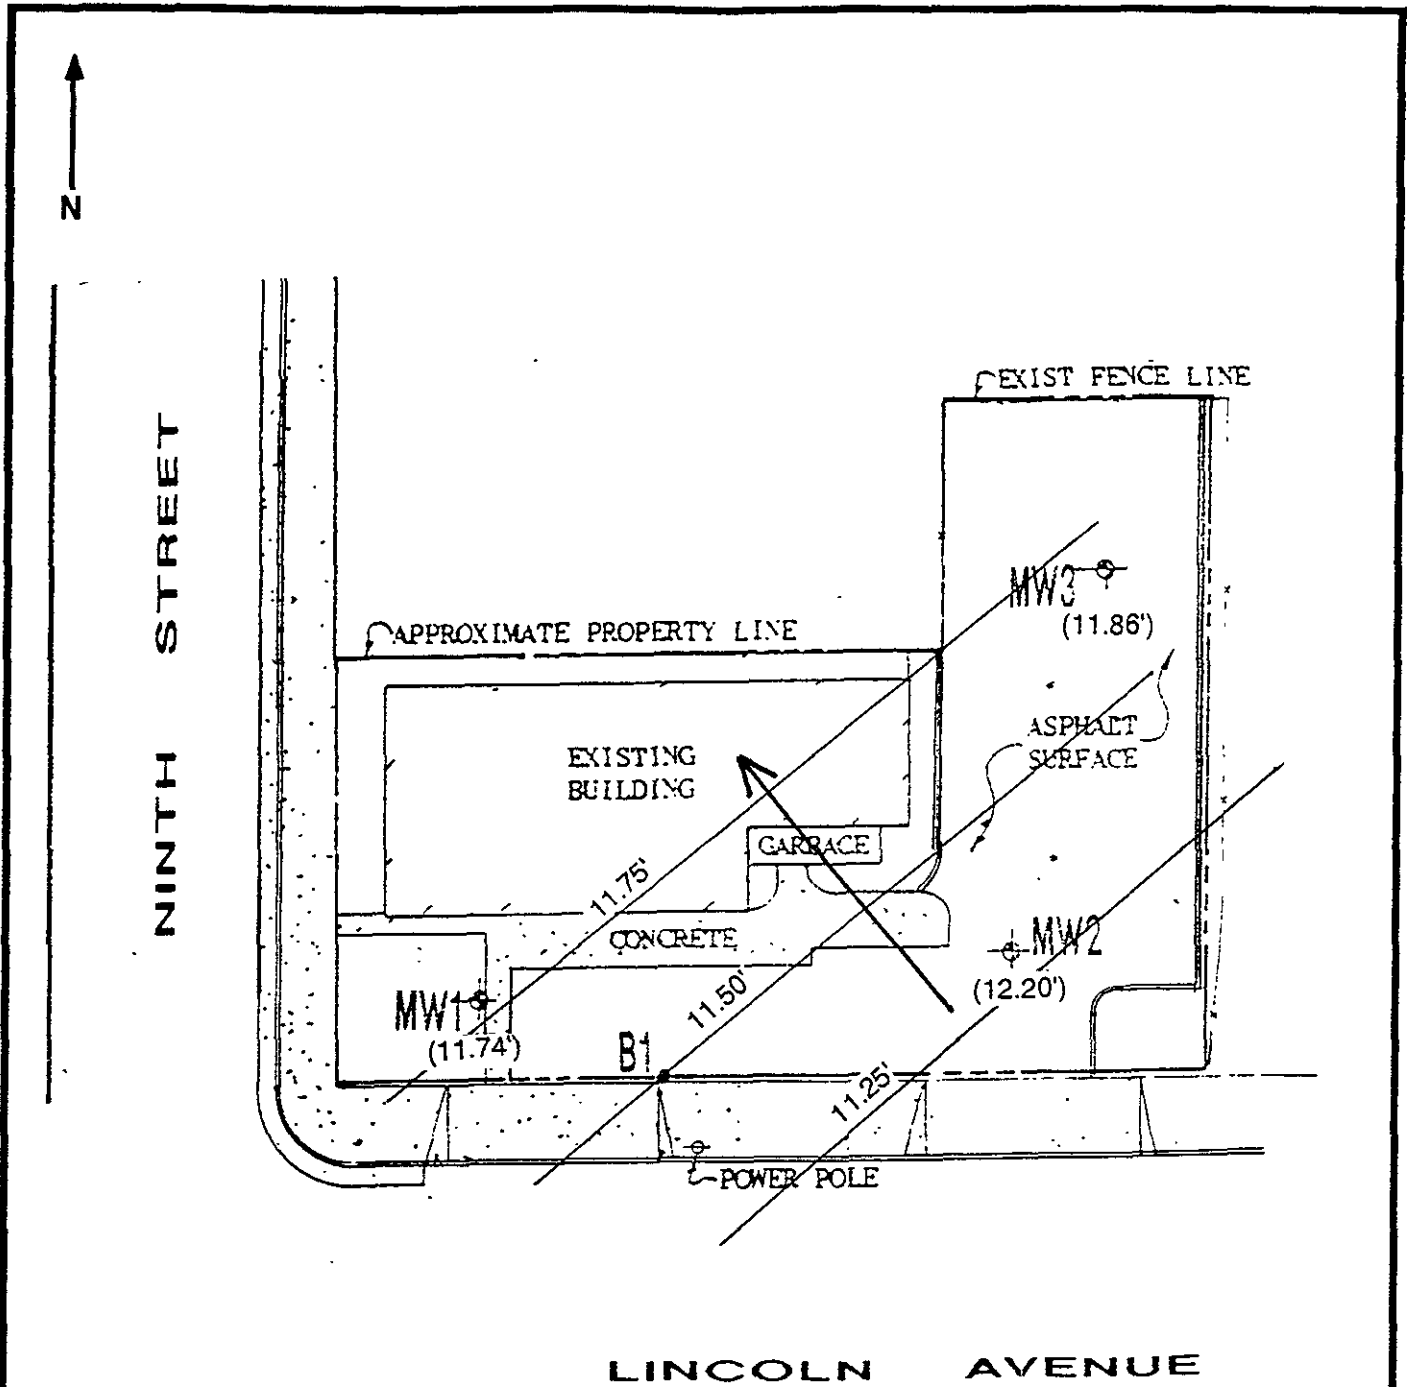 N
EXIST FENCE LINE
NINTH STREET
MW3
(11.86')
APPROXIMATE PROPERTY LINE
ASPHALT
SURFACE
EXISTING
BUILDING
GARBAGE
11.75'
CONCRETE
MW2
(12.20')
11.50'
MW1
(11.74')
B1
11.25'
POWER POLE
LINCOLN AVENUE